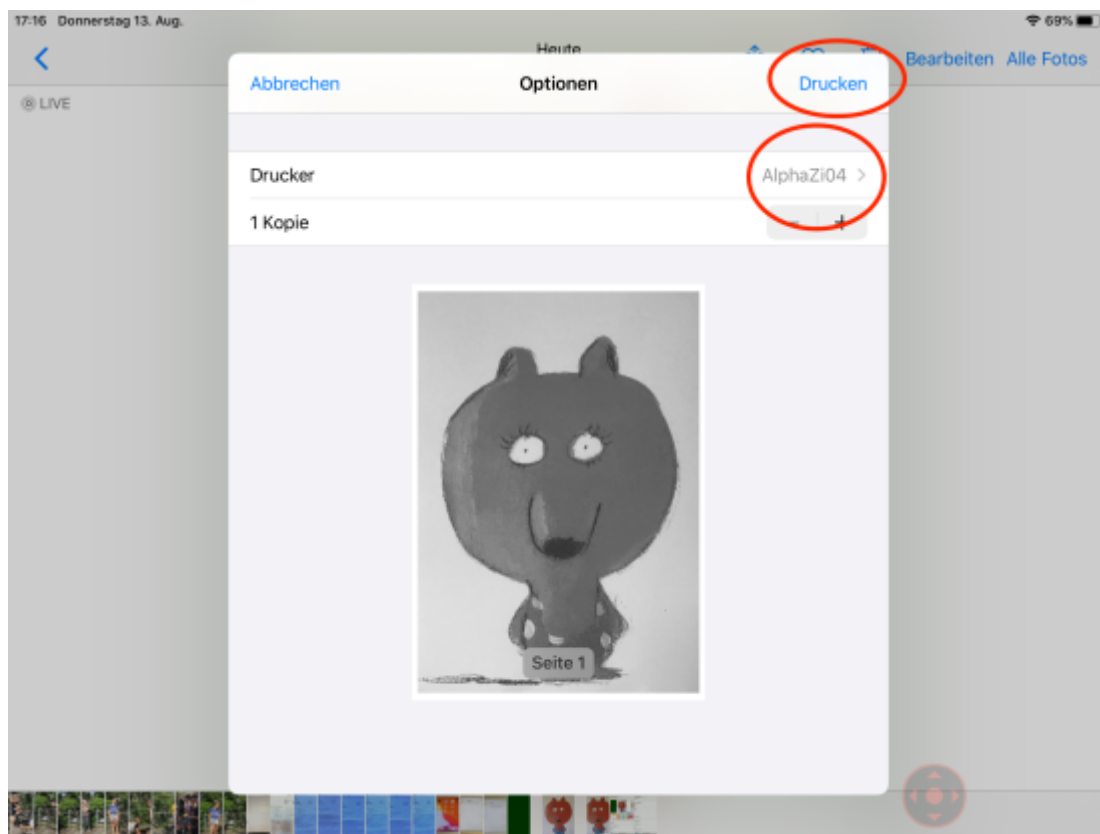 17:16 Donnerstag 13. Aug.
69%
Heute
Bearbeiten Alle Fotos
LIVE
Abbrechen Optionen Drucken
Drucker AlphaZi04
1 Kopie
Seite 1